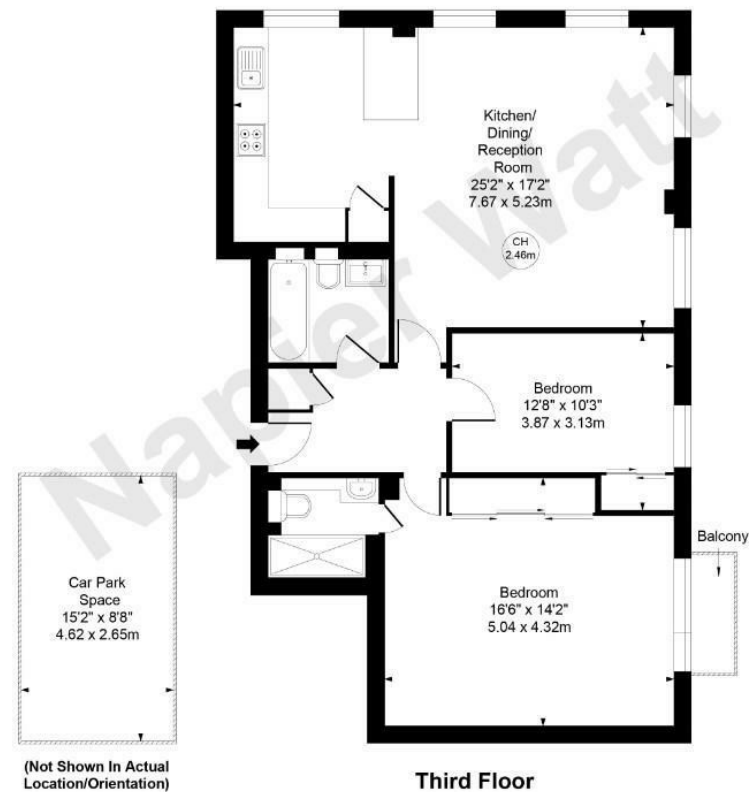 Kitchen/
Dining/
Reception
Room
25'2" x 17'2"
7.67 x 5.23m
CH
2.46m
Bedroom
12'8" x 10'3"
3.87 x 3.13m
Balcony
Bedroom
16'6" x 14'2"
5.04 x 4.32m
Car Park
Space
15'2" x 8'8"
4.62 x 2.65m
(Not Shown In Actual
Location/Orientation)
Third Floor
Napier Watt